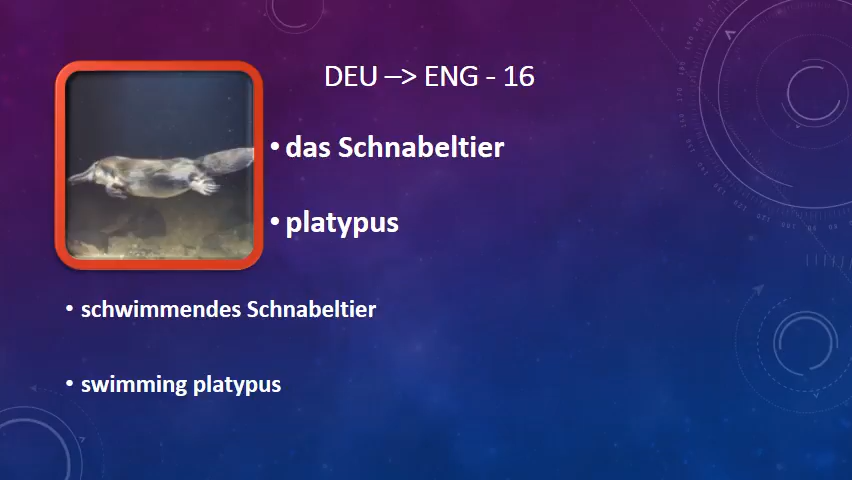 DEU –> ENG - 16
• das Schnabeltier
• platypus
• schwimmendes Schnabeltier
• swimming platypus